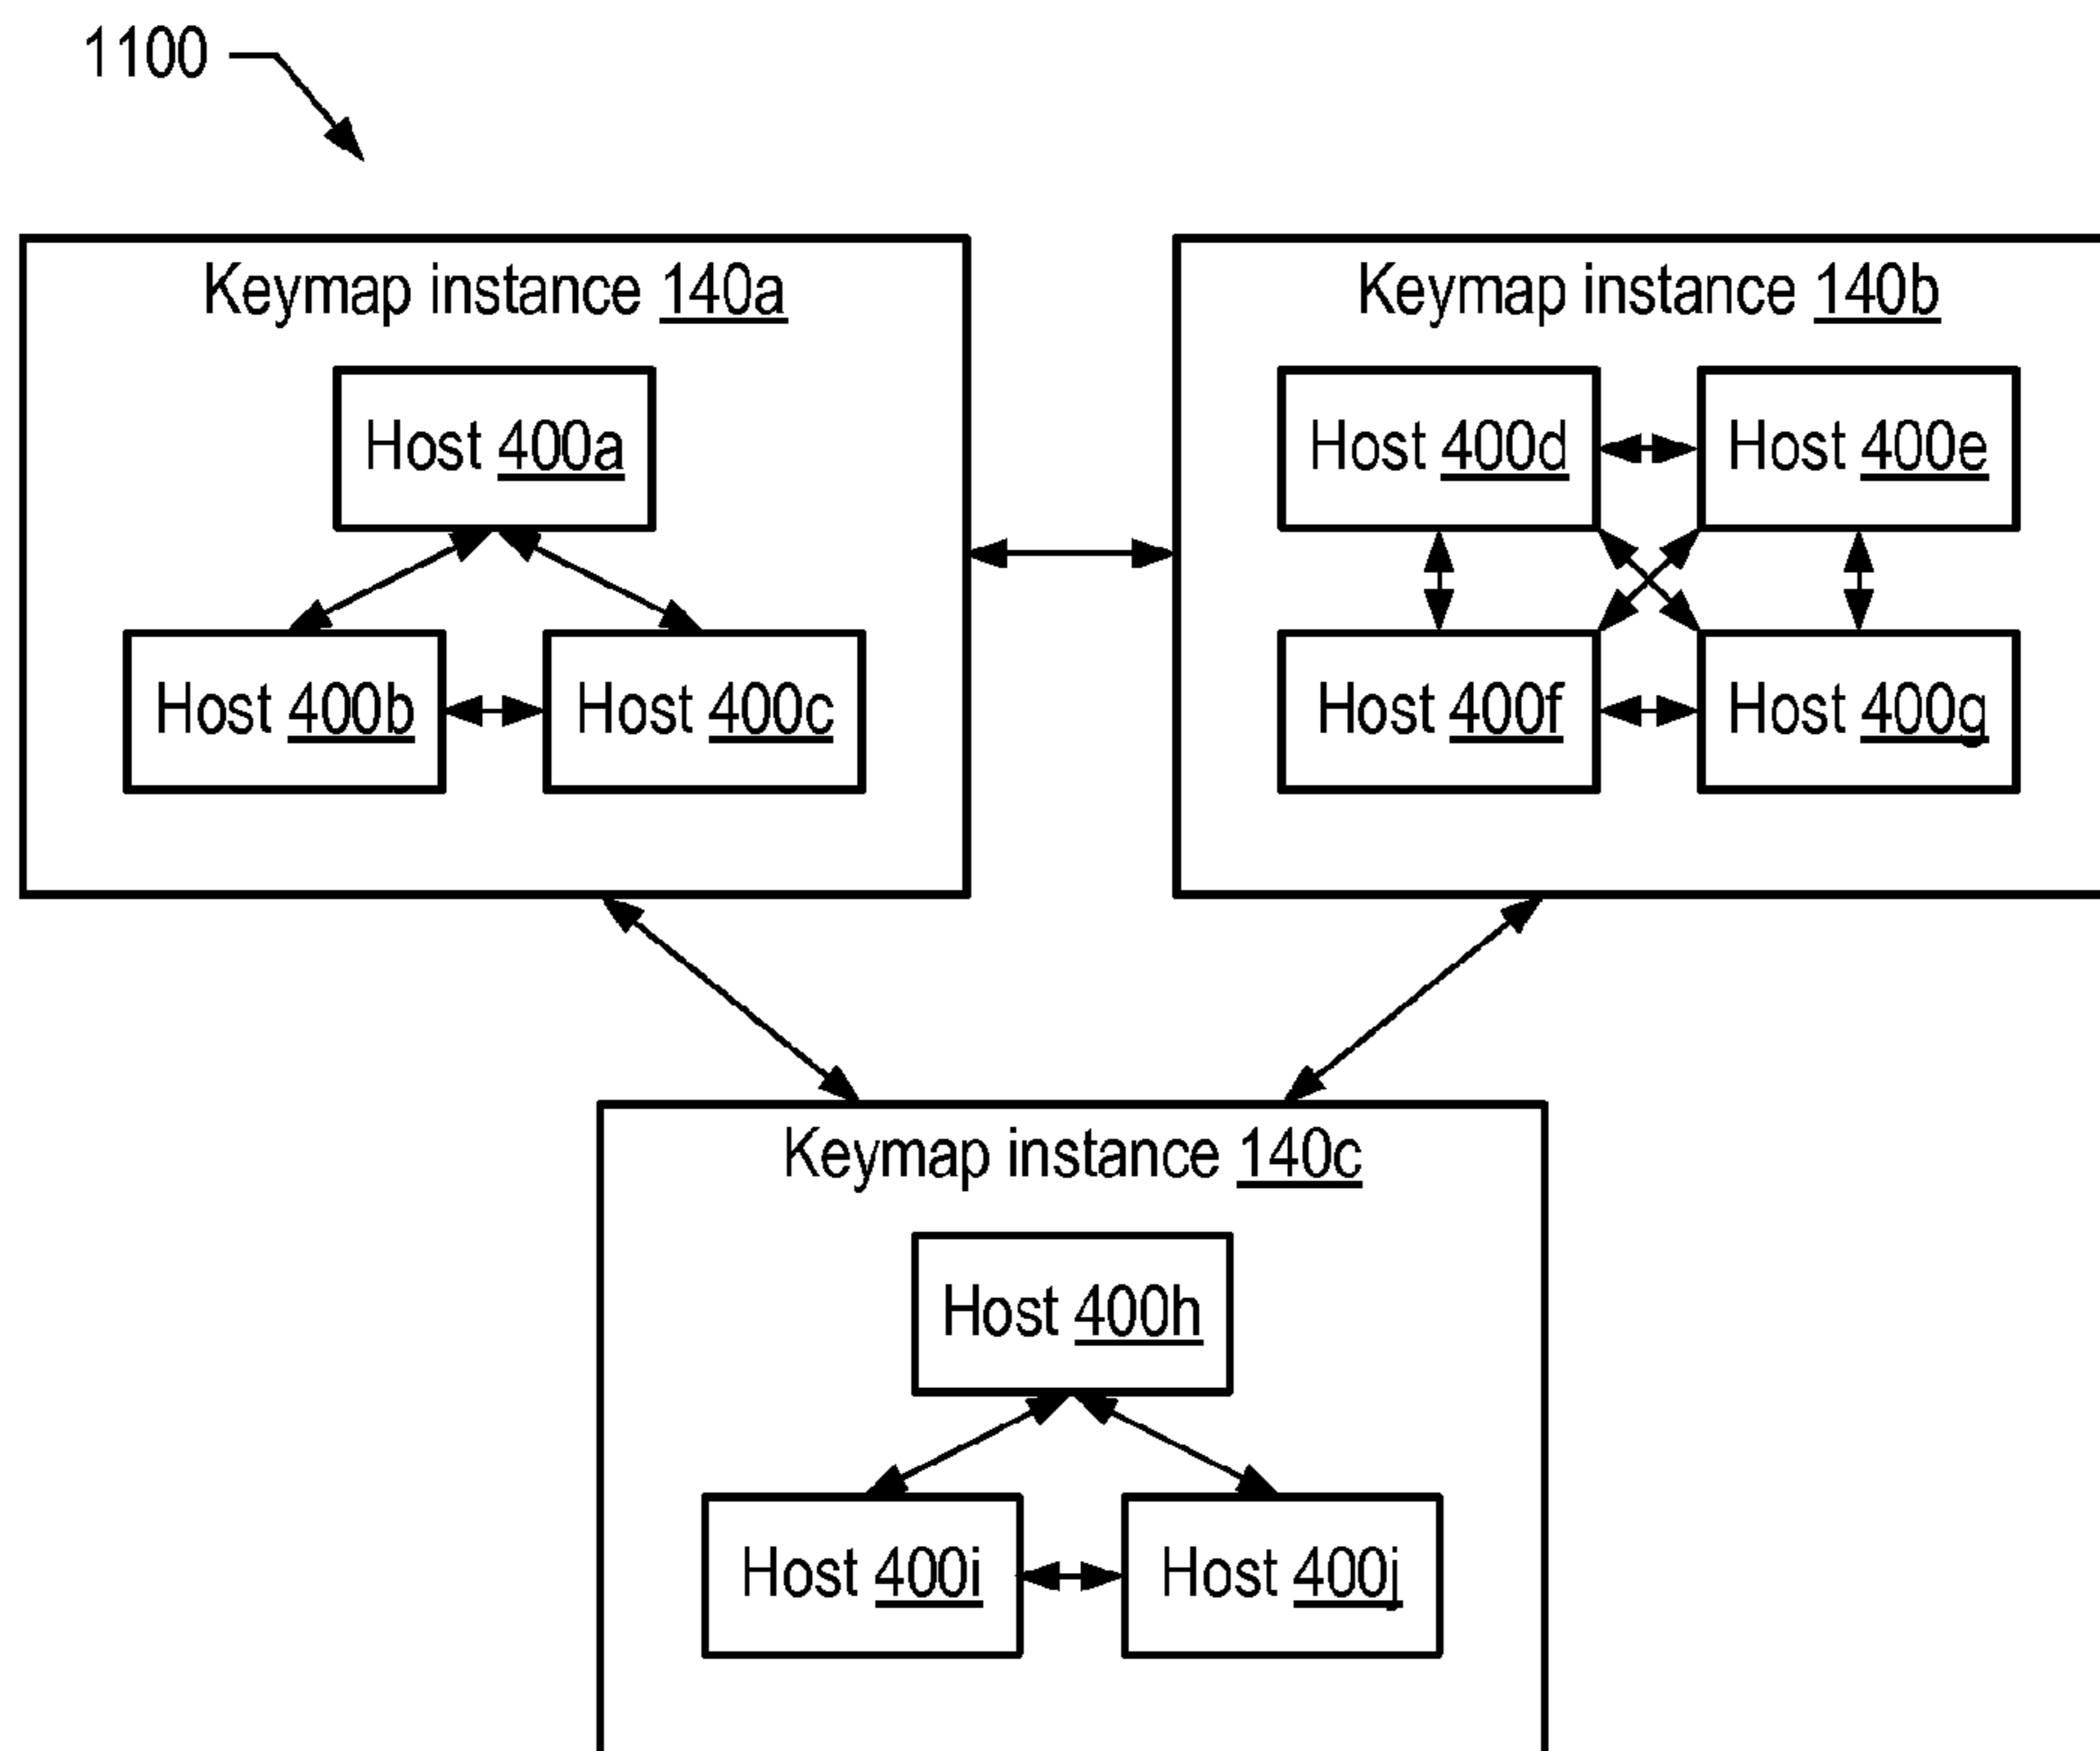 1100
Keymap instance 140a
Keymap instance 140b
Host 400a
Host 400d
Host 400e
Host 400b
Host 400c
Host 400f
Host 400g
Keymap instance 140c
Host 400h
Host 400i
Host 400j